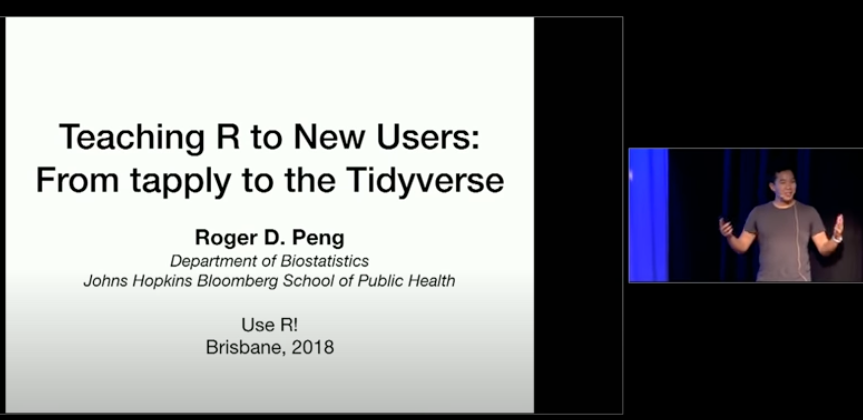 Teaching R to New Users:
From tapply to the Tidyverse
Roger D. Peng
Department of Biostatistics
Johns Hopkins Bloomberg School of Public Health
Use R!
Brisbane, 2018